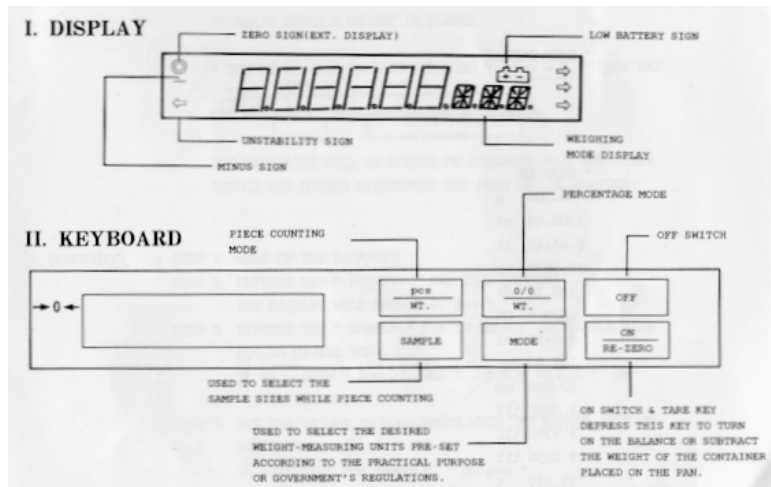 I. DISPLAY
ZERO SIGN(EXT. DISPLAY)
LOW BATTERY SIGN
UNSTABILITY SIGN
MINUS SIGN
WEIGHING
MODE DISPLAY
PERCENTAGE MODE
II. KEYBOARD
PIECE COUNTING
MODE
OFF SWITCH
→0←
pcs
WT.
0/0
WT.
OFF
SAMPLE
MODE
ON
RE-ZERO
USED TO SELECT THE
SAMPLE SIZES WHILE PIECE COUNTING
USED TO SELECT THE DESIRED
WEIGHT-MEASURING UNITS PRE-SET
ACCORDING TO THE PRACTICAL PURPOSE
OR GOVERNMENT'S REGULATIONS.
ON SWITCH & TARE KEY
DEPRESS THIS KEY TO TURN
ON THE BALANCE OR SUBTRACT
THE WEIGHT OF THE CONTAINER
PLACED ON THE PAN.